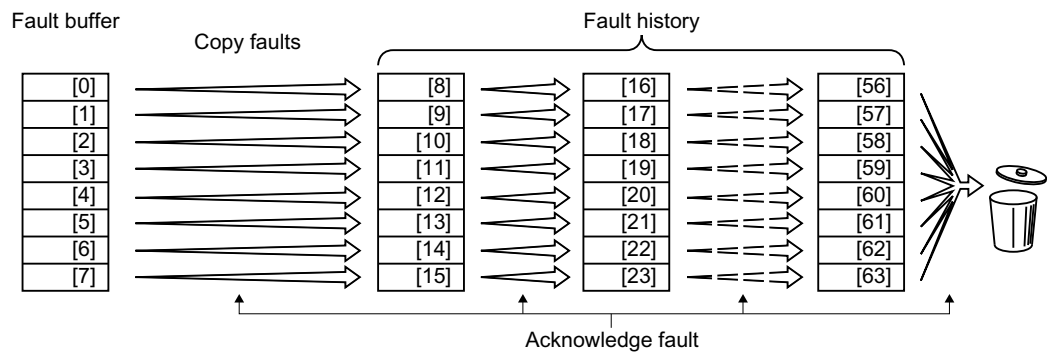 Fault buffer
Copy faults
Fault history
[0] [8] [16] [56]
[1] [9] [17] [57]
[2] [10] [18] [58]
[3] [11] [19] [59]
[4] [12] [20] [60]
[5] [13] [21] [61]
[6] [14] [22] [62]
[7] [15] [23] [63]
Acknowledge fault